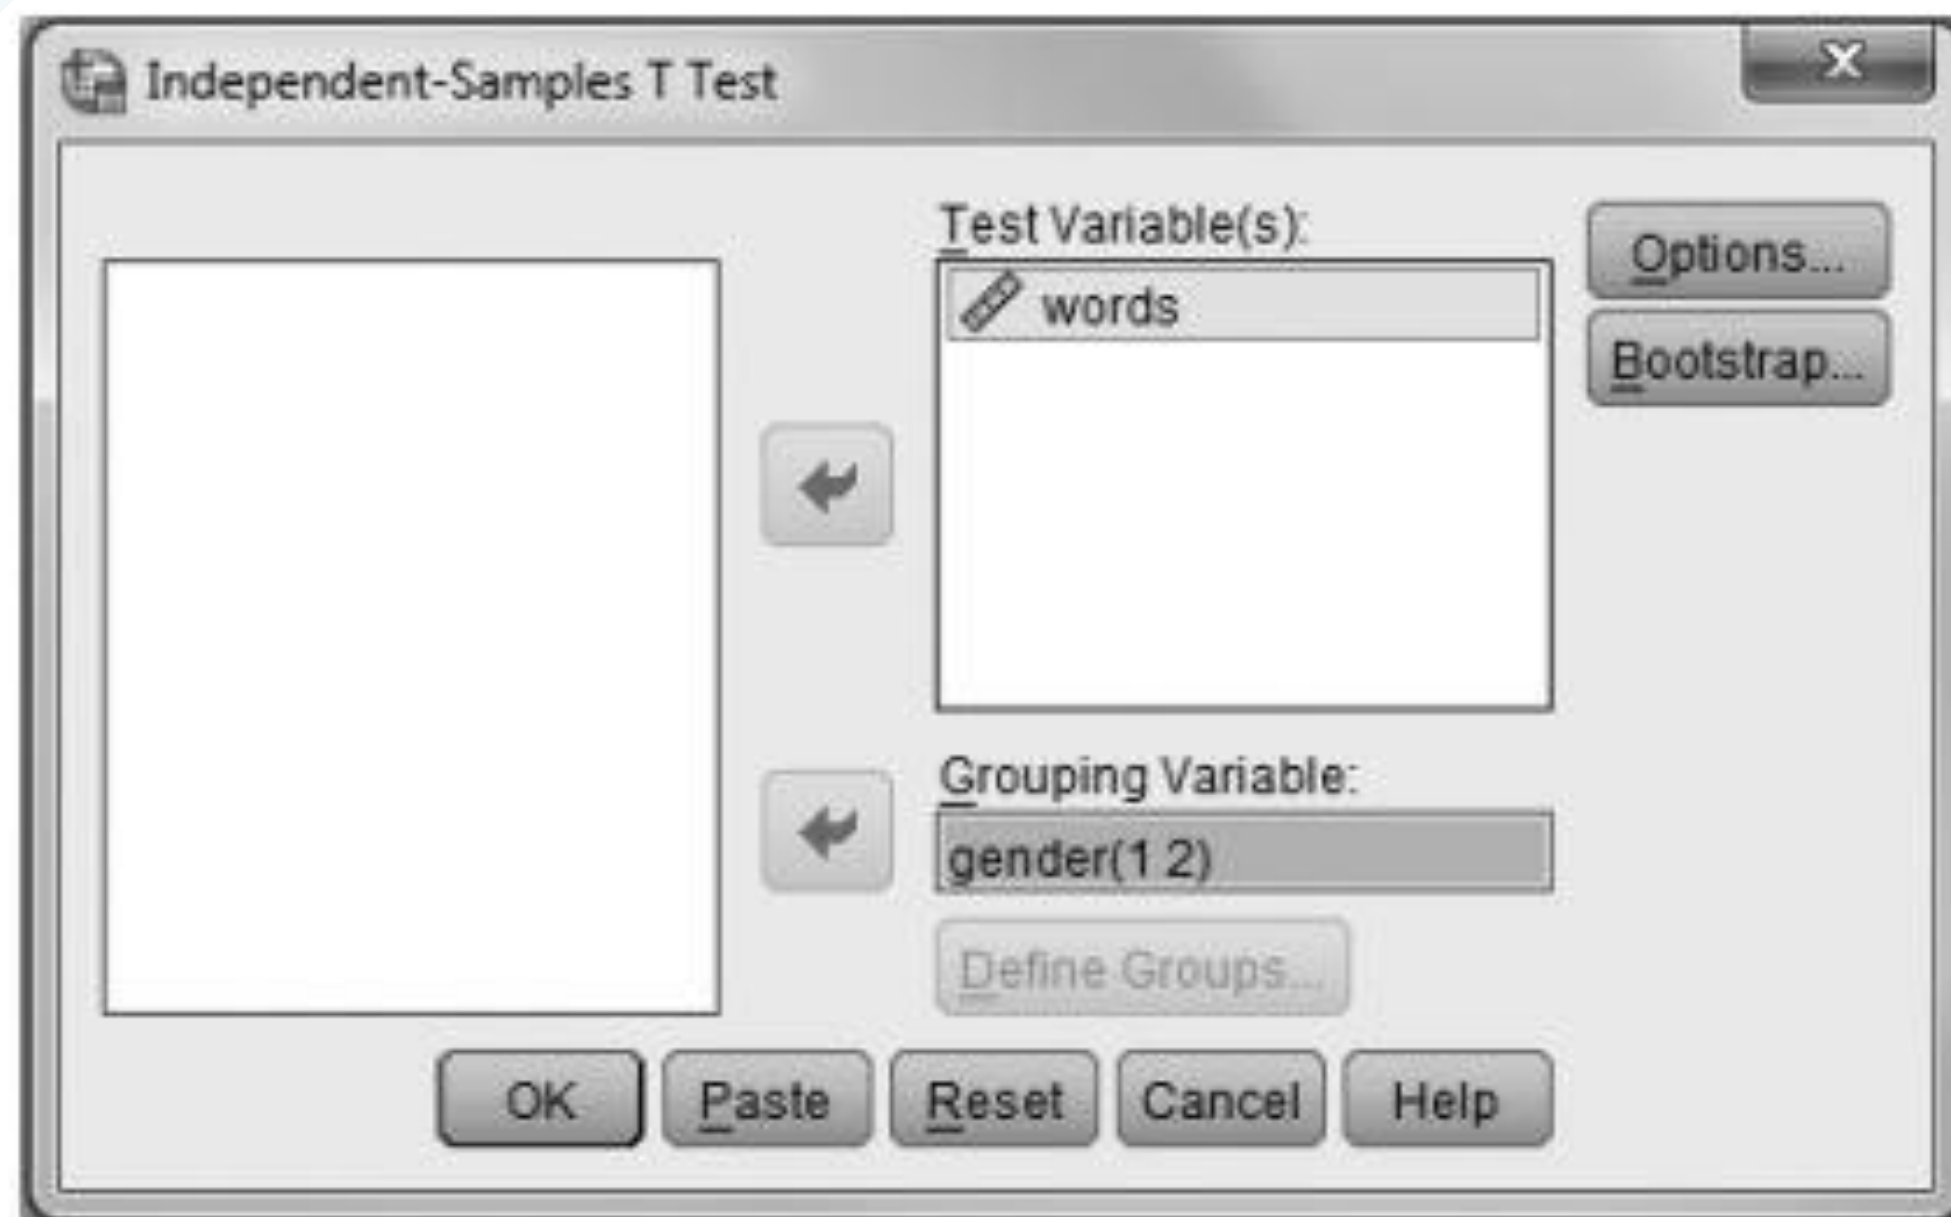 Independent-Samples T Test
Test Variable(s):
words
Options...
Bootstrap...
Grouping Variable:
gender(1 2)
Define Groups...
OK
Paste
Reset
Cancel
Help